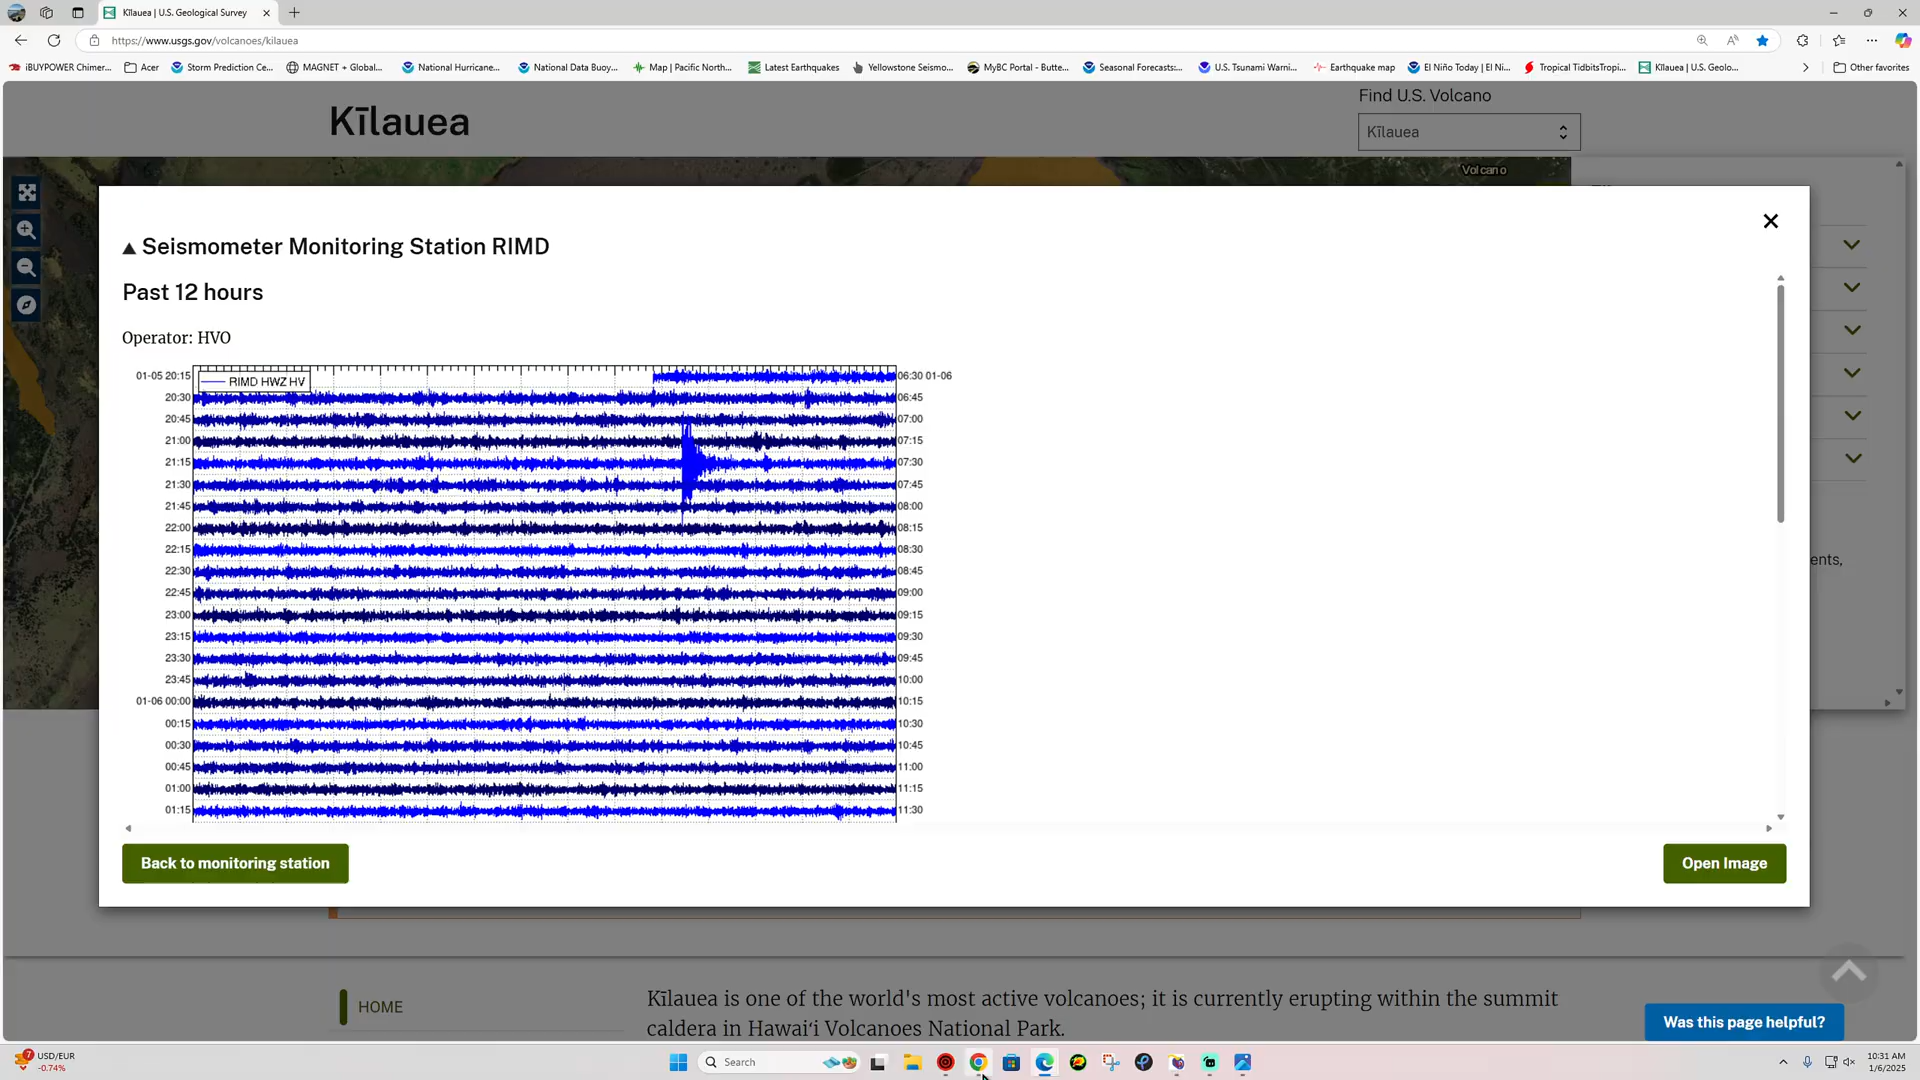 Kīlauea | U.S. Geological Survey
https://www.usgs.gov/volcanoes/kilauea
iBUYPOWER Chimer...
Acer
Storm Prediction Ce...
MAGNET + Global...
National Hurricane...
National Data Buoy...
Map | Pacific North...
Latest Earthquakes
Yellowstone Seismo...
MyBC Portal - Butte...
Seasonal Forecasts:...
U.S. Tsunami Warni...
Earthquake map
El Niño Today | El Ni...
Tropical TidbitsTropi...
Kīlauea | U.S. Geolo...
Other favorites
Kīlauea
Find U.S. Volcano
Kīlauea
Volcano
Seismometer Monitoring Station RIMD
Past 12 hours
Operator: HVO
RIMD HWZ HV
01-05 20:15 06:30 01-06
20:30 06:45
20:45 07:00
21:00 07:15
21:15 07:30
21:30 07:45
21:45 08:00
22:00 08:15
22:15 08:30
22:30 08:45
22:45 09:00
23:00 09:15
23:15 09:30
23:30 09:45
23:45 10:00
01-06 00:00 10:15
00:15 10:30
00:30 10:45
00:45 11:00
01:00 11:15
01:15 11:30
ents,
Back to monitoring station
Open Image
HOME
Kīlauea is one of the world's most active volcanoes; it is currently erupting within the summit
caldera in Hawaiʻi Volcanoes National Park.
Was this page helpful?
7
USD/EUR
-0.74%
Search
10:31 AM
1/6/2025